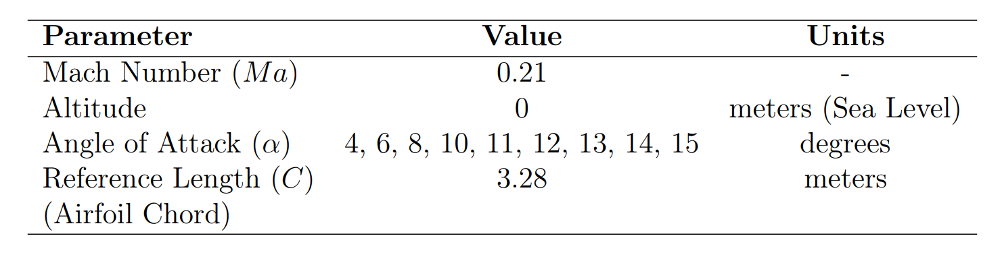 Parameter Value Units
Mach Number (Ma) 0.21 -
Altitude 0 meters (Sea Level)
Angle of Attack (α) 4, 6, 8, 10, 11, 12, 13, 14, 15 degrees
Reference Length (C) 3.28 meters
(Airfoil Chord)